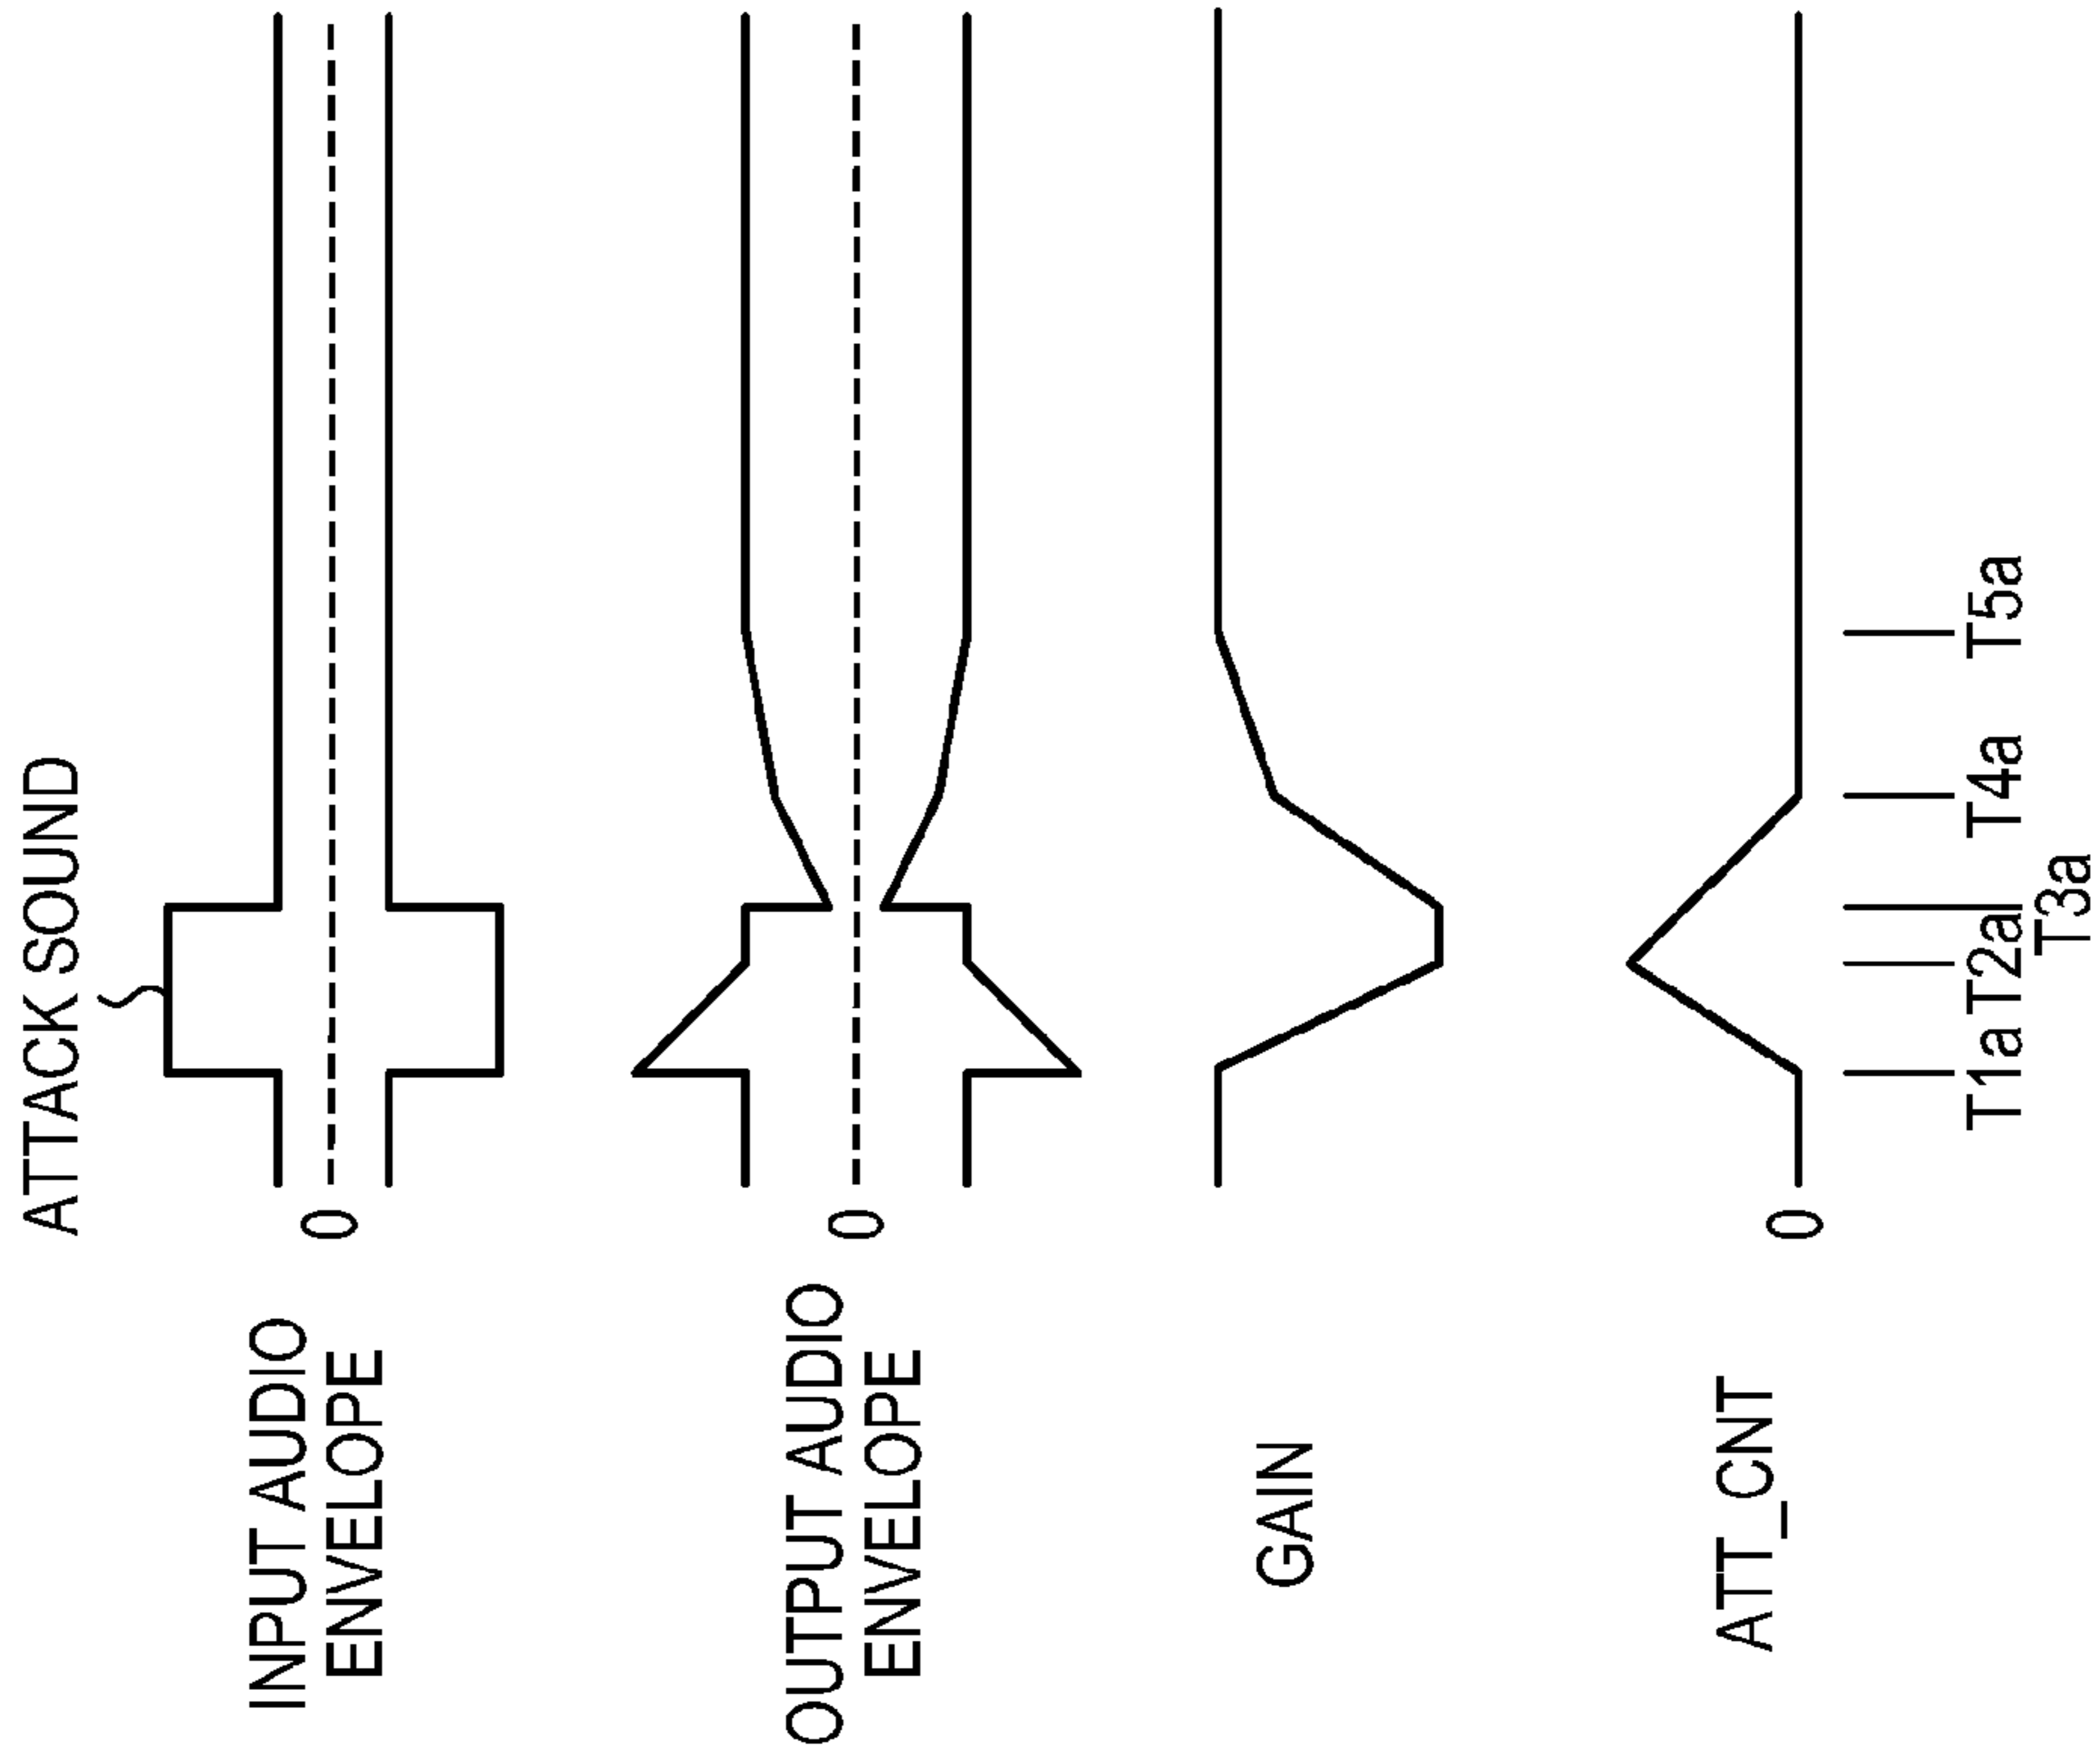 ATTACK SOUND
INPUT AUDIO
ENVELOPE
0
OUTPUT AUDIO
ENVELOPE
0
GAIN
ATT_CNT
0
T1a T2a T4a T5a
T3a